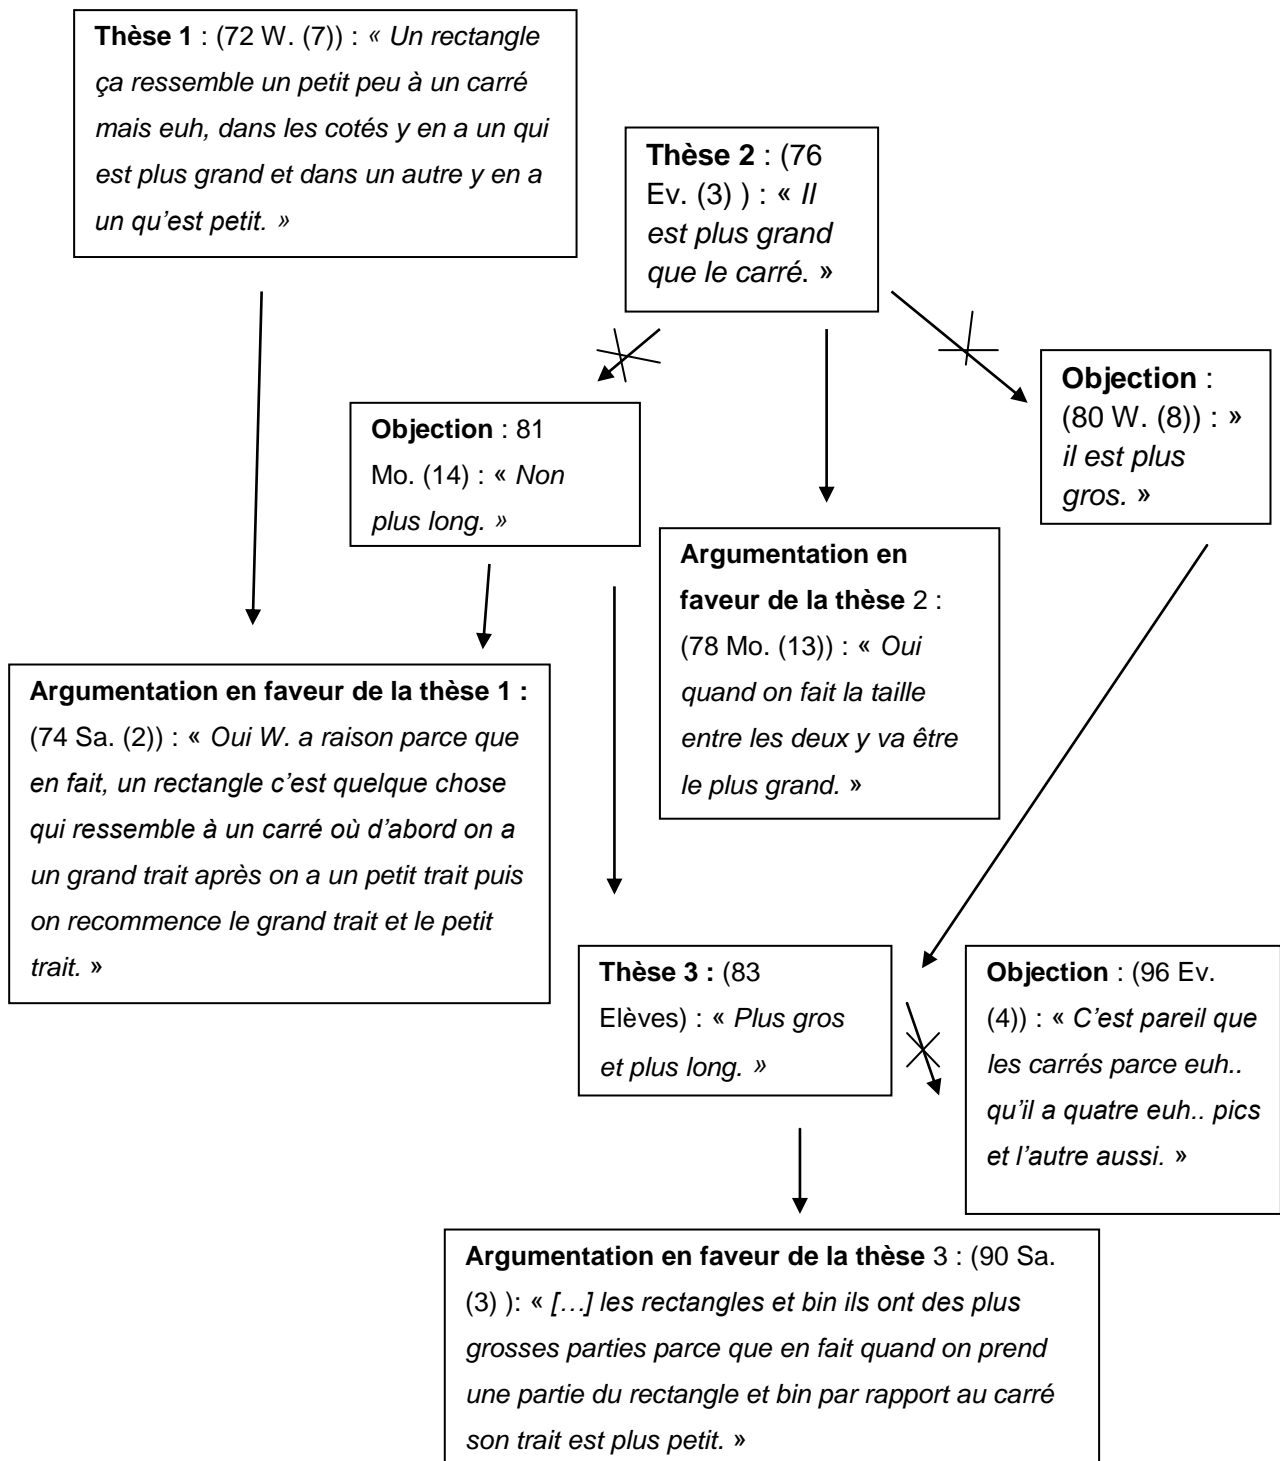 Thèse 1 : (72 W. (7)) : « Un rectangle
ça ressemble un petit peu à un carré
mais euh, dans les cotés y en a un qui
est plus grand et dans un autre y en a
un qu’est petit. »
Thèse 2 : (76
Ev. (3) ) : « Il
est plus grand
que le carré. »
Objection :
(80 W. (8)) : »
il est plus
gros. »
Objection : 81
Mo. (14) : « Non
plus long. »
Argumentation en
faveur de la thèse 2 :
(78 Mo. (13)) : « Oui
quand on fait la taille
entre les deux y va être
le plus grand. »
Argumentation en faveur de la thèse 1 :
(74 Sa. (2)) : « Oui W. a raison parce que
en fait, un rectangle c’est quelque chose
qui ressemble à un carré où d’abord on a
un grand trait après on a un petit trait puis
on recommence le grand trait et le petit
trait. »
Thèse 3 : (83
Elèves) : « Plus gros
et plus long. »
Objection : (96 Ev.
(4)) : « C’est pareil que
les carrés parce euh..
qu’il a quatre euh.. pics
et l’autre aussi. »
Argumentation en faveur de la thèse 3 : (90 Sa.
(3) ): « […] les rectangles et bin ils ont des plus
grosses parties parce que en fait quand on prend
une partie du rectangle et bin par rapport au carré
son trait est plus petit. »